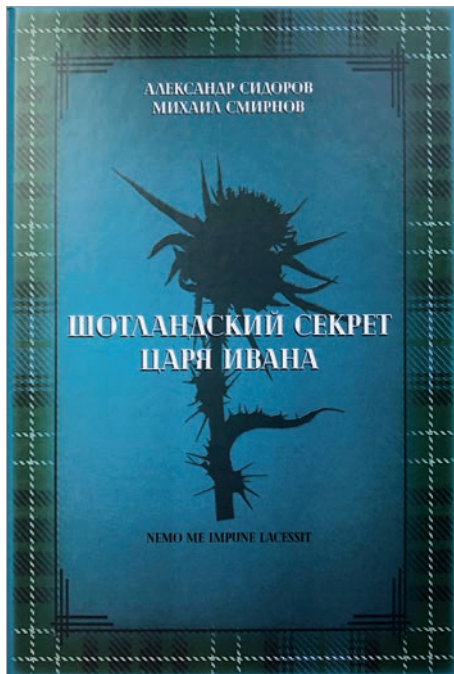 АЛЕКСАНДР СИДОРОВ
МИХАИЛ СМИРНОВ
ШОТЛАНДСКИЙ СЕКРЕТ
ЦАРЯ ИВАНА
NEMO ME IMPUNE LACESSIT